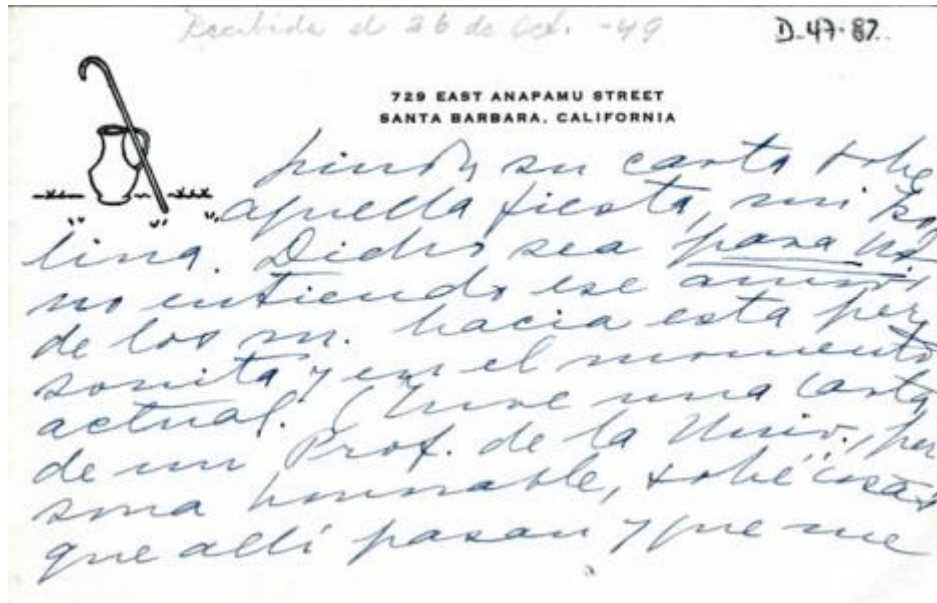 Recibida el 26 de Oct. -49
D-47-87.
729 EAST ANAPAMU STREET
SANTA BARBARA, CALIFORNIA
su carta sobre
aquella fiesta, mi
lina. Dicho sea para nos
no entiendo ese amor
de los m. hacia esta per
sonita y en el momento
actual. (Tuve una carta
de un Prof. de la Univ., per
sona honorable, sobre "cosas"
que allí pasan y que me